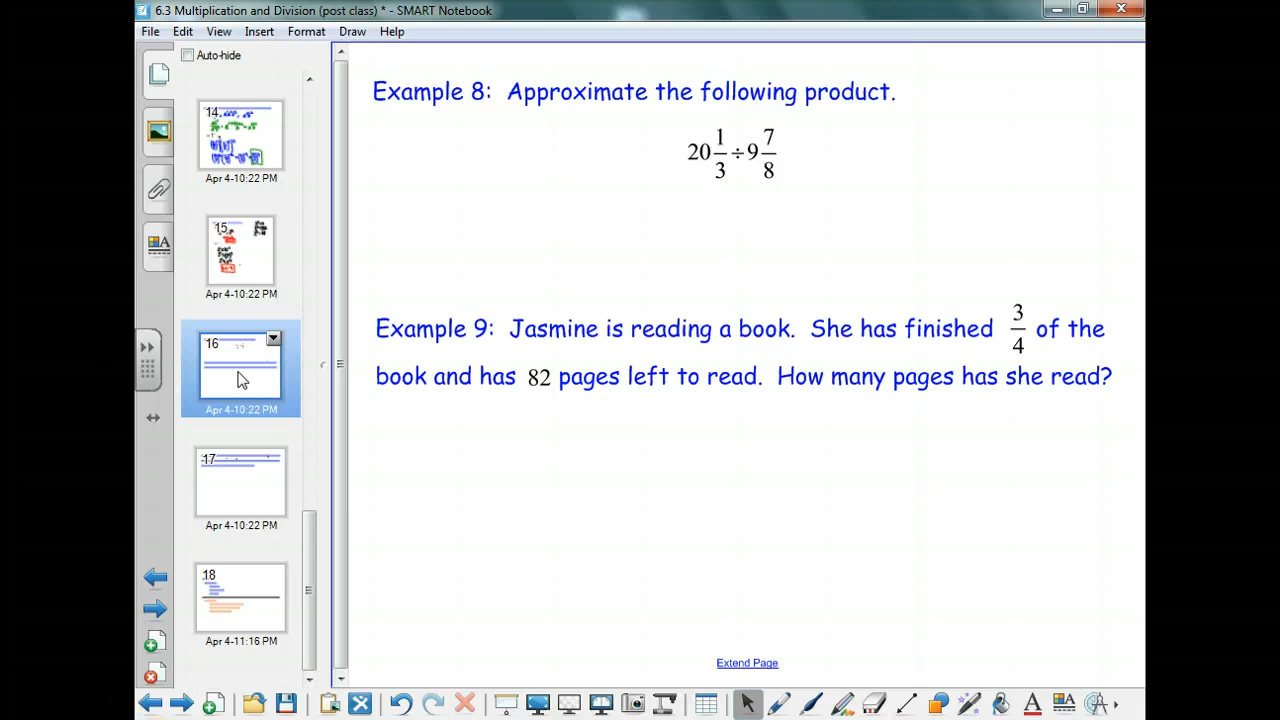 6.3 Multiplication and Division (post class) * - SMART Notebook
File Edit View Insert Format Draw Help
Auto-hide
14
Apr 4-10:22 PM
15
Apr 4-10:22 PM
16
Apr 4-10:22 PM
17
Apr 4-10:22 PM
18
Apr 4-11:16 PM
Example 8: Approximate the following product.
20 1/3 ÷ 9 7/8
Example 9: Jasmine is reading a book. She has finished 3/4 of the
book and has 82 pages left to read. How many pages has she read?
Extend Page